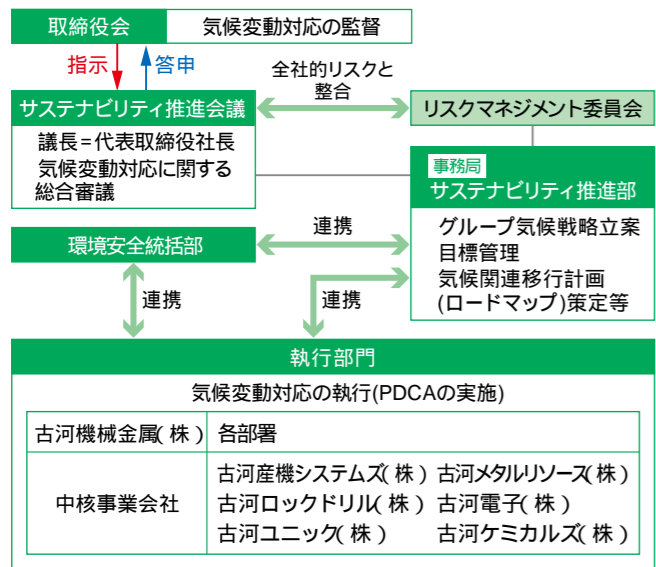 取締役会
気候変動対応の監督
指示
答申
全社的リスクと
整合
サステナビリティ推進会議
議長=代表取締役社長
気候変動対応に関する
総合審議
リスクマネジメント委員会
事務局
サステナビリティ推進部
グループ気候戦略立案
目標管理
気候関連移行計画
(ロードマップ)策定等
連携
環境安全統括部
連携
連携
執行部門
気候変動対応の執行(PDCAの実施)
古河機械金属(株)
各部署
中核事業会社
古河産機システムズ(株) 古河メタルリソース(株)
古河ロックドリル(株) 古河電子(株)
古河ユニック(株) 古河ケミカルズ(株)